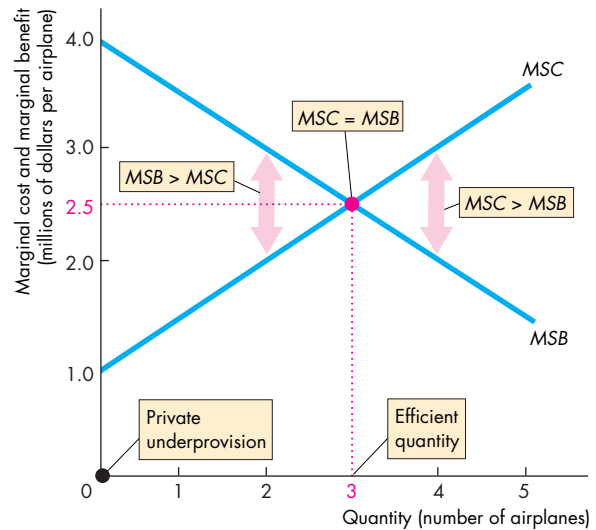 Marginal cost and marginal benefit
(millions of dollars per airplane)
4.0
3.0
2.5
2.0
1.0
0
MSC
MSC = MSB
MSB > MSC
MSC > MSB
MSB
Private
underprovision
Efficient
quantity
1
2
3
4
5
Quantity (number of airplanes)